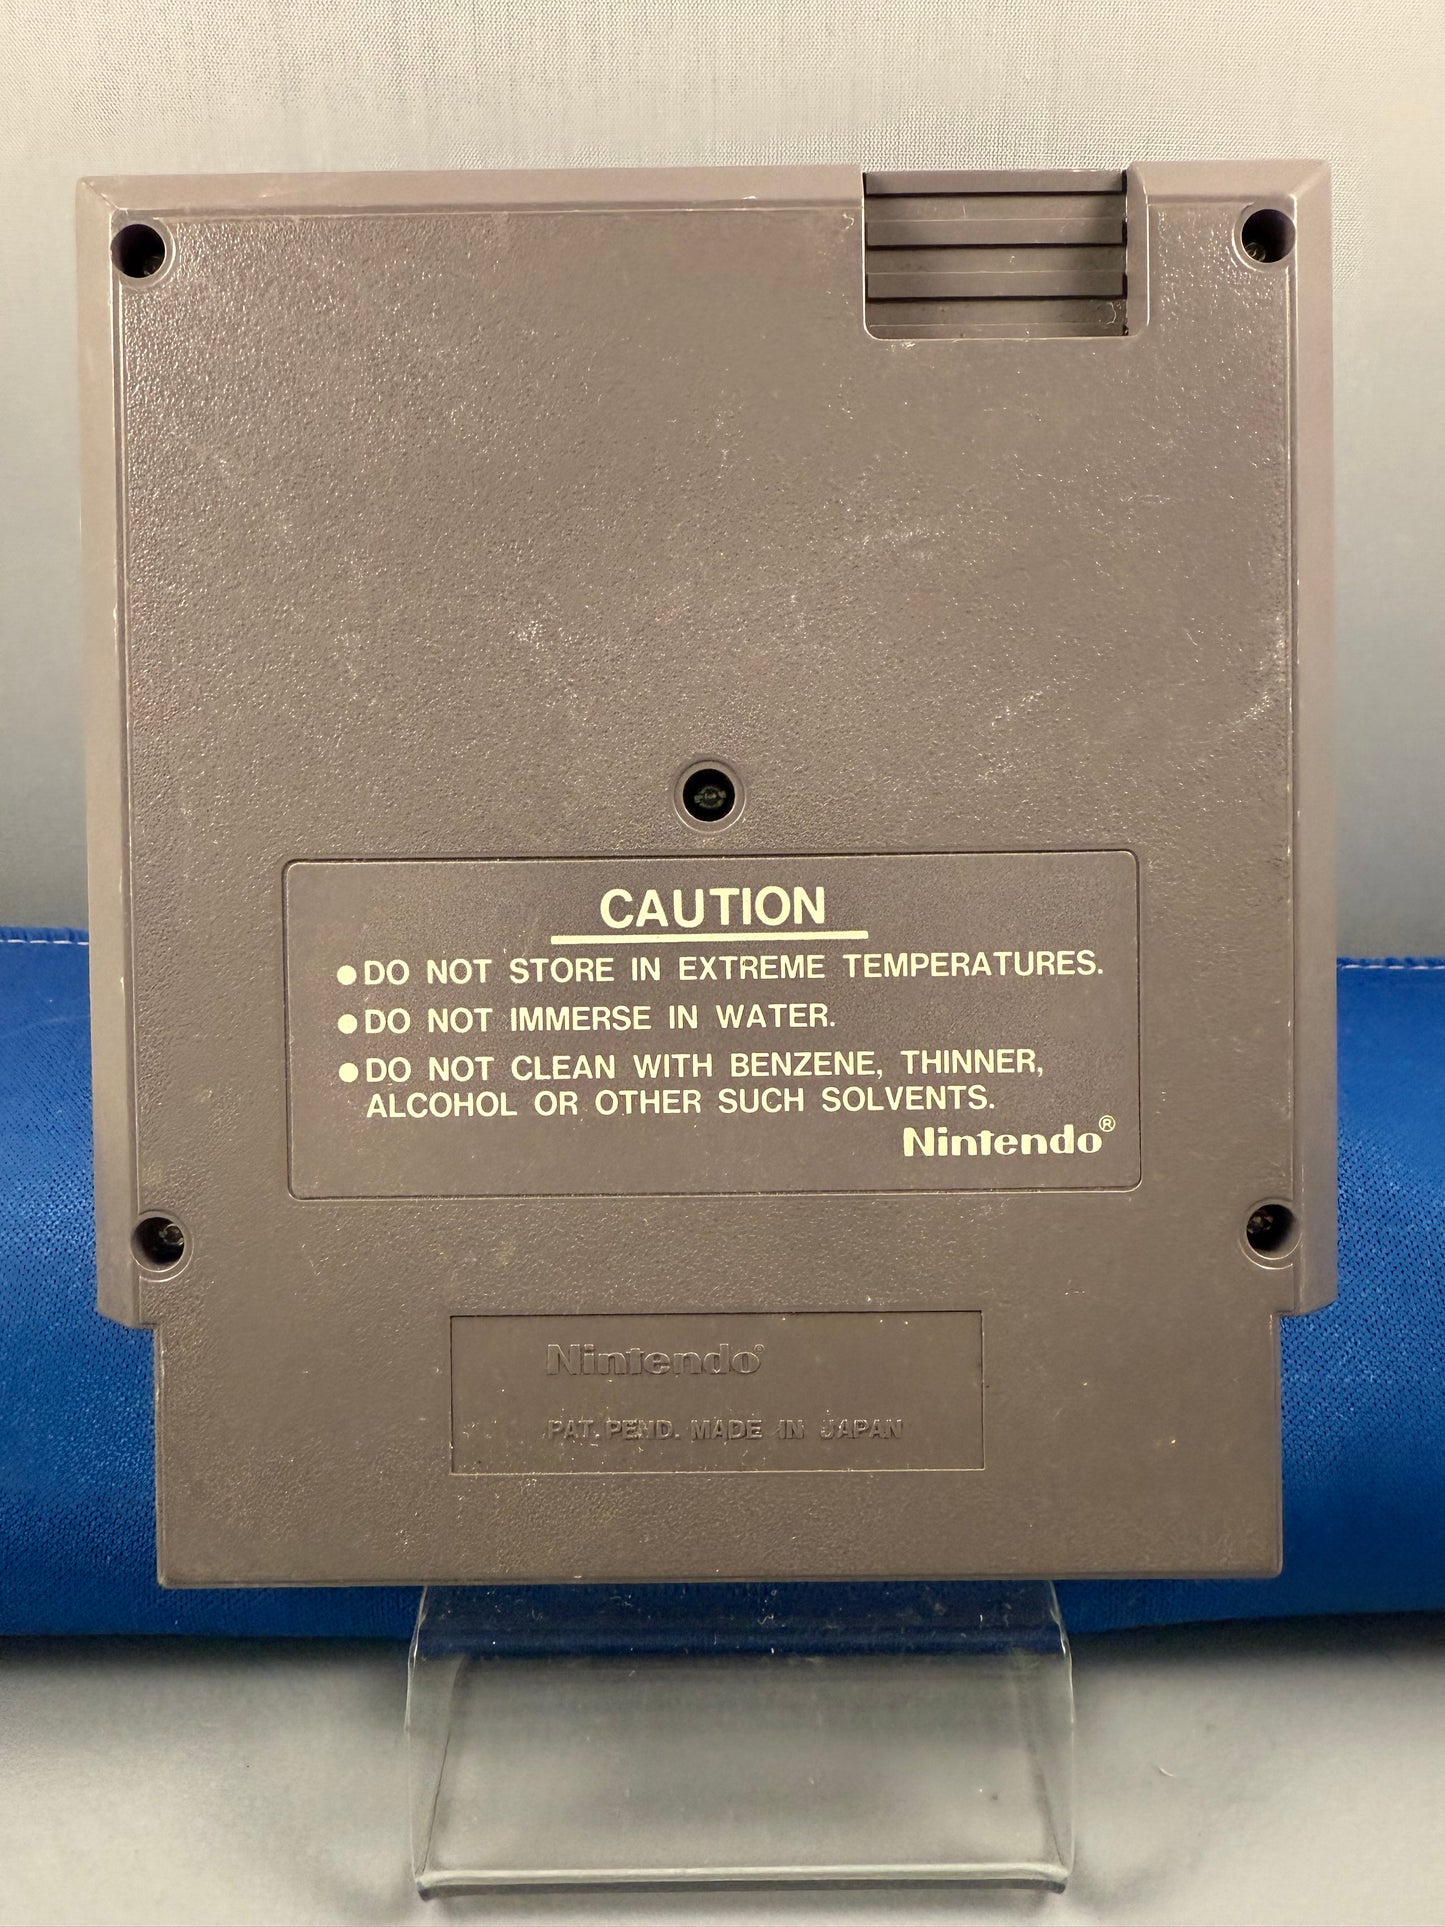 CAUTION
●DO NOT STORE IN EXTREME TEMPERATURES.
●DO NOT IMMERSE IN WATER.
●DO NOT CLEAN WITH BENZENE, THINNER,
ALCOHOL OR OTHER SUCH SOLVENTS.
Nintendo®
Nintendo®
PAT. PEND. MADE IN JAPAN